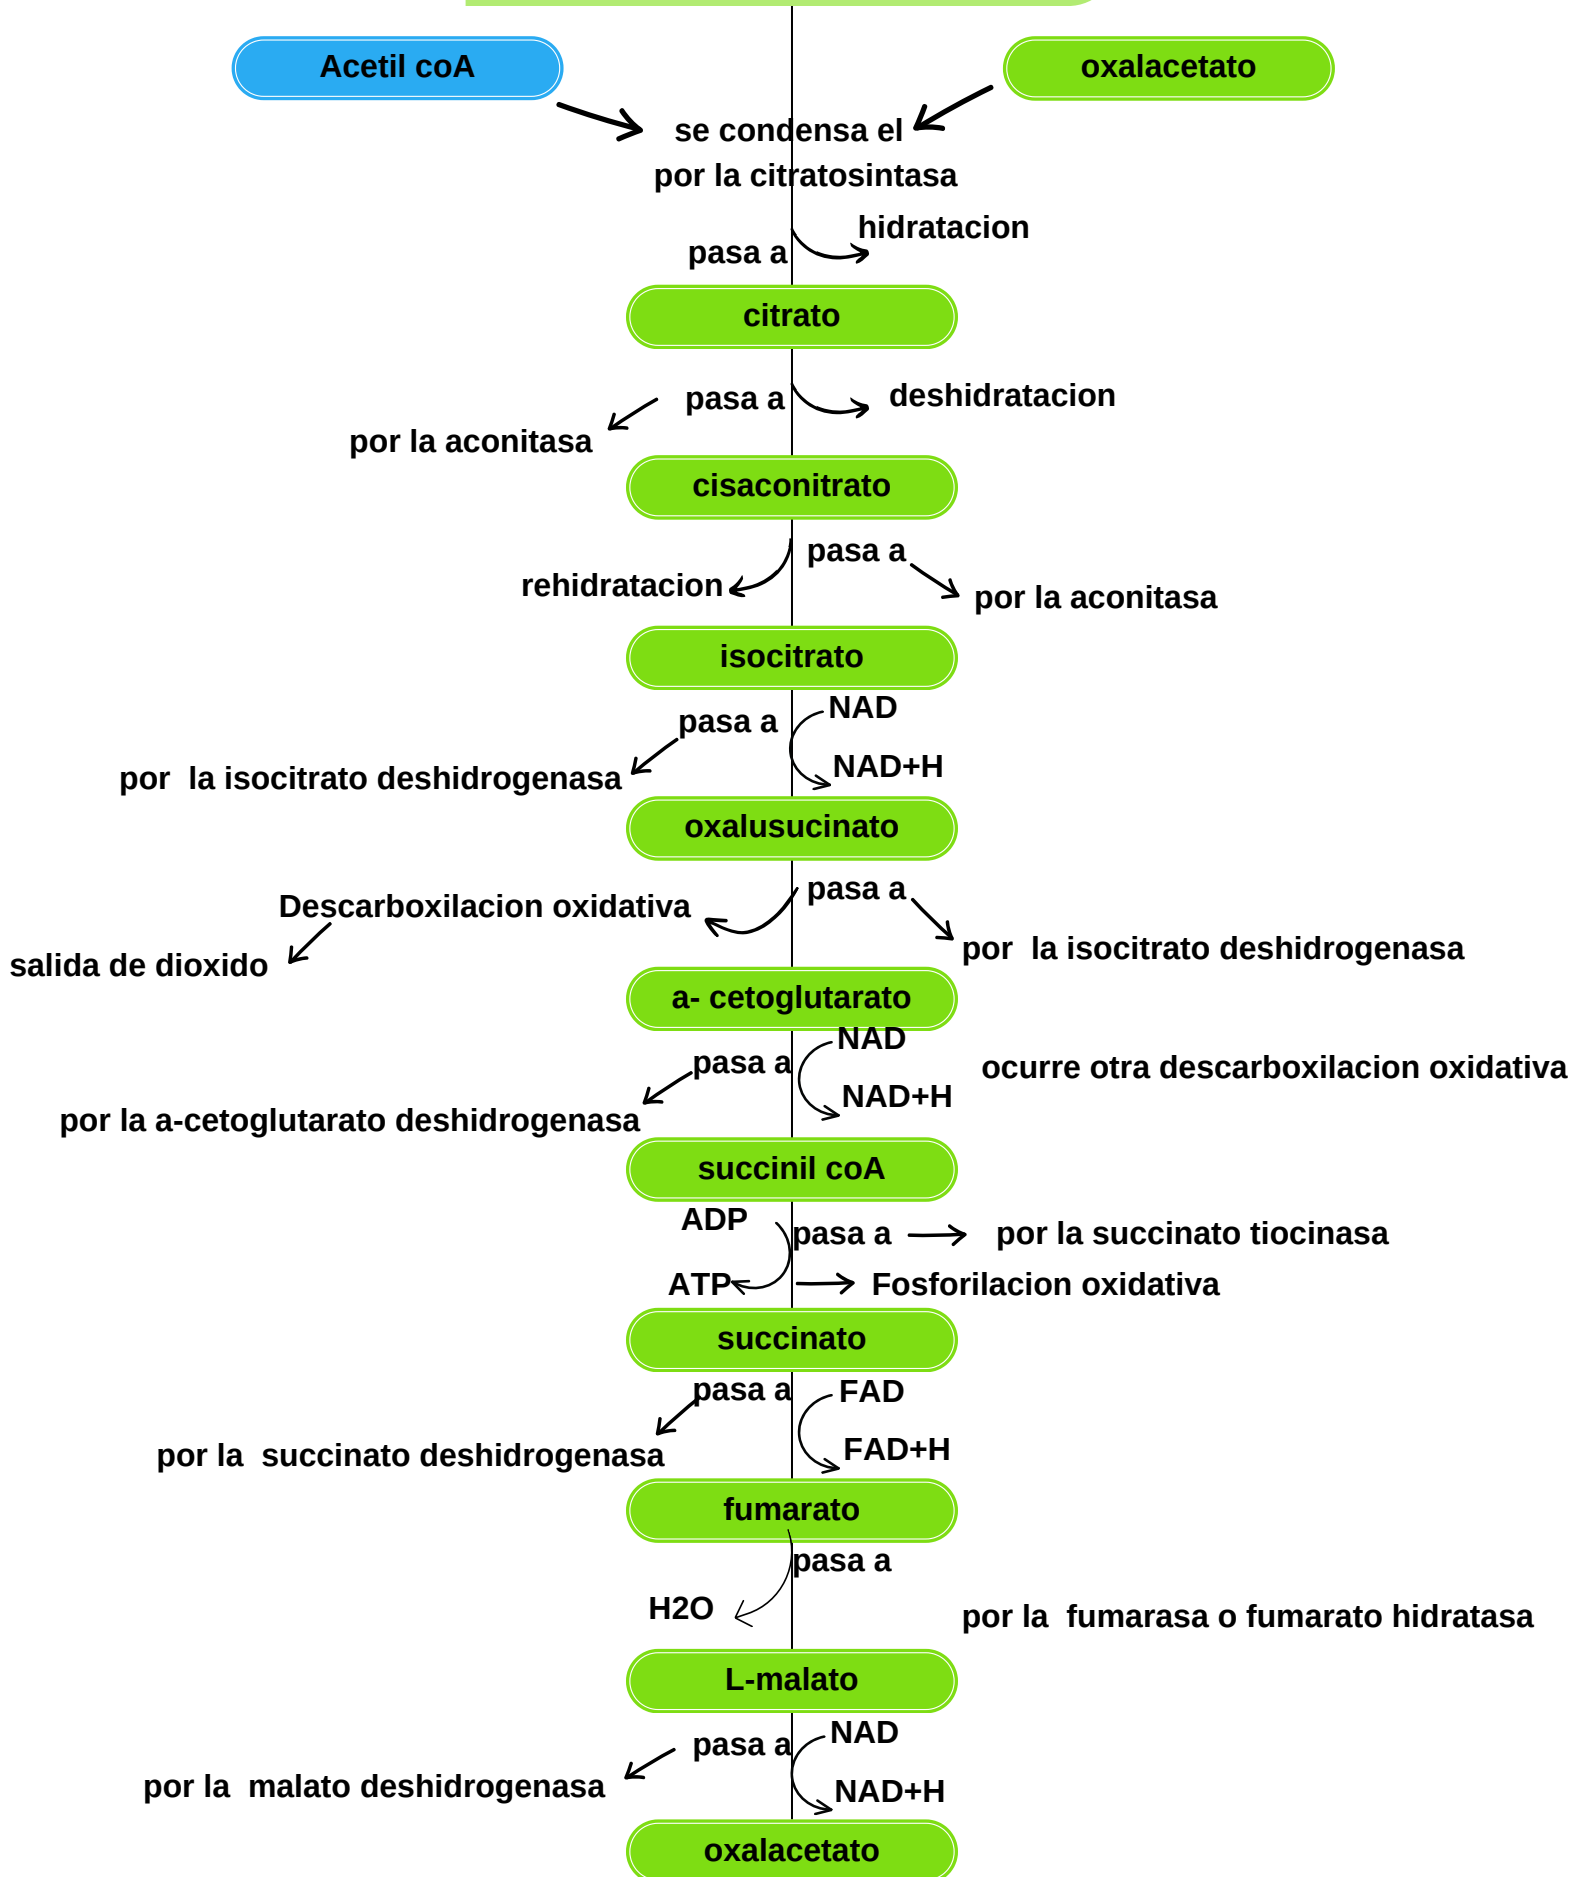 Acetil coA
oxalacetato
se condensa el
por la citratosintasa
hidratacion
pasa a
citrato
pasa a
deshidratacion
por la aconitasa
cisaconitrato
pasa a
rehidratacion
por la aconitasa
isocitrato
NAD
pasa a
NAD+H
por la isocitrato deshidrogenasa
oxalusucinato
pasa a
Descarboxilacion oxidativa
por la isocitrato deshidrogenasa
salida de dioxido
a- cetoglutarato
NAD
pasa a
ocurre otra descarboxilacion oxidativa
NAD+H
por la a-cetoglutarato deshidrogenasa
succinil coA
ADP
pasa a
por la succinato tiocinasa
ATP
Fosforilacion oxidativa
succinato
pasa a
FAD
FAD+H
por la succinato deshidrogenasa
fumarato
pasa a
H2O
por la fumarasa o fumarato hidratasa
L-malato
NAD
pasa a
por la malato deshidrogenasa
NAD+H
oxalacetato